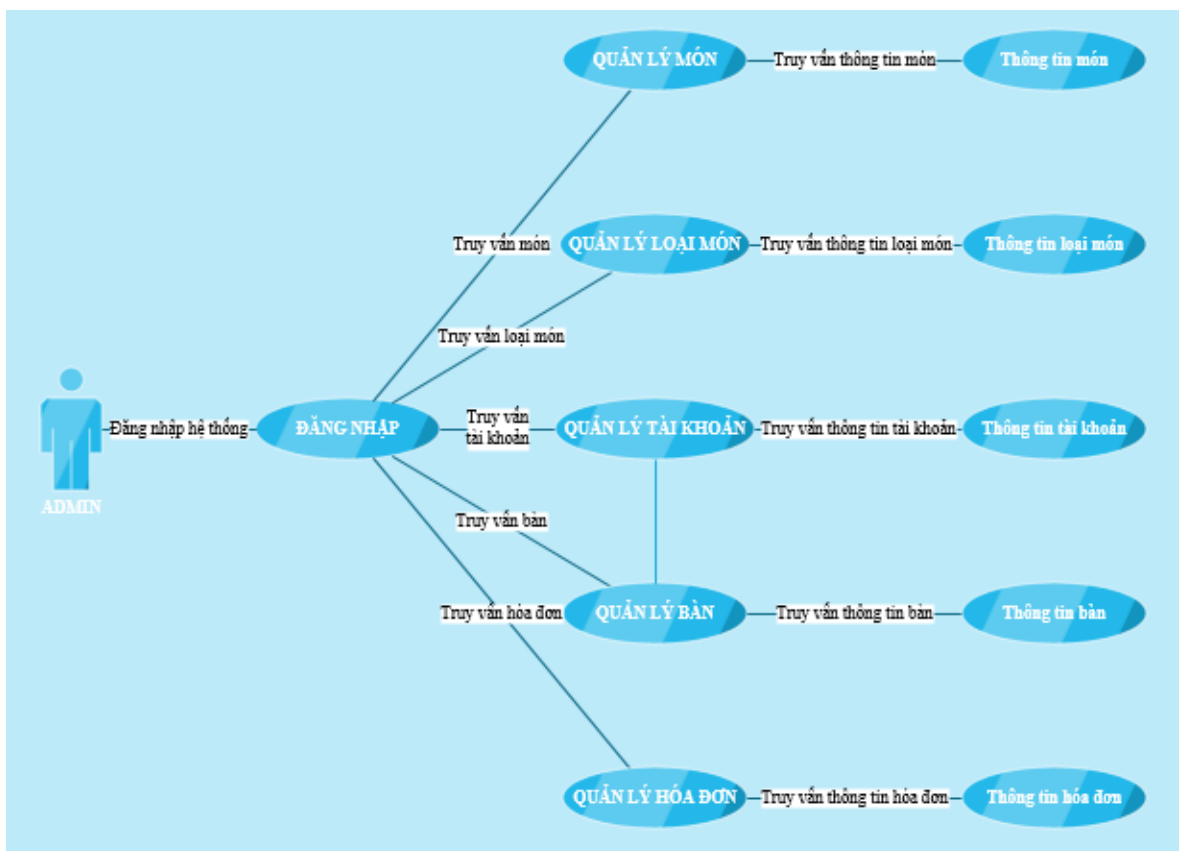 QUẢN LÝ MÓN
Truy vấn thông tin món
Thông tin món
Truy vấn món
QUẢN LÝ LOẠI MÓN
Truy vấn thông tin loại món
Thông tin loại món
Truy vấn loại món
ADMIN
Đăng nhập hệ thống
ĐĂNG NHẬP
Truy vấn
tài khoản
QUẢN LÝ TÀI KHOẢN
Truy vấn thông tin tài khoản
Thông tin tài khoản
Truy vấn bàn
QUẢN LÝ BÀN
Truy vấn thông tin bàn
Thông tin bàn
Truy vấn hóa đơn
QUẢN LÝ HÓA ĐƠN
Truy vấn thông tin hóa đơn
Thông tin hóa đơn